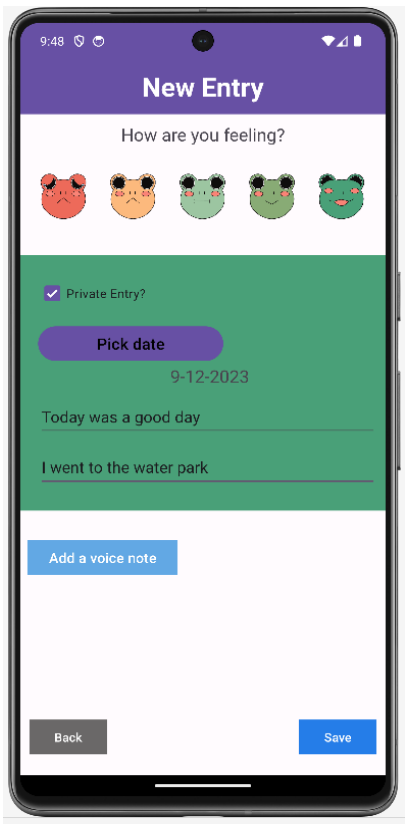 9:48
New Entry
How are you feeling?
Private Entry?
Pick date
9-12-2023
Today was a good day
I went to the water park
Add a voice note
Back
Save